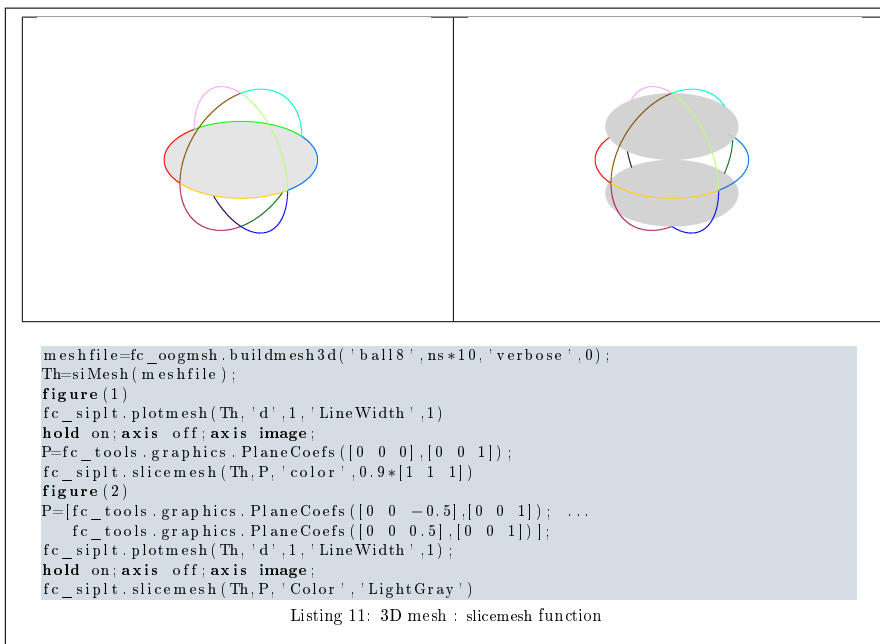 meshfile=fc_oogmsh.buildmesh3d('ball8',ns*10,'verbose',0);
Th=siMesh(meshfile);
figure(1)
fc_siplt.plotmesh(Th,'d',1,'LineWidth',1)
hold on;axis off;axis image;
P=fc_tools.graphics.PlaneCoefs([0 0 0],[0 0 1]);
fc_siplt.slicemesh(Th,P,'color',0.9*[1 1 1])
figure(2)
P=[fc_tools.graphics.PlaneCoefs([0 0 −0.5],[0 0 1]); ...
fc_tools.graphics.PlaneCoefs([0 0 0.5],[0 0 1])];
fc_siplt.plotmesh(Th,'d',1,'LineWidth',1);
hold on;axis off;axis image;
fc_siplt.slicemesh(Th,P,'Color','LightGray')
Listing 11: 3D mesh : slicemesh function